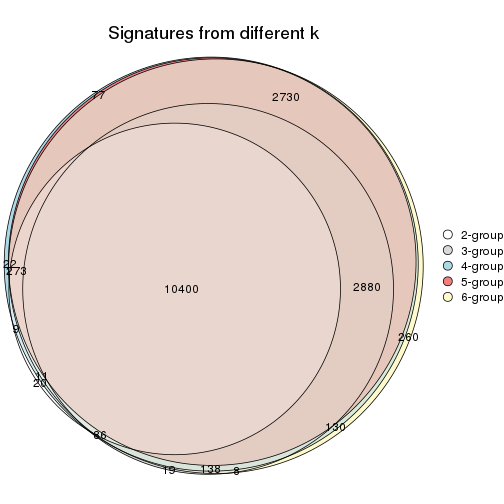 Signatures from different k
77
2730
2-group
3-group
4-group
5-group
6-group
22
273
10400
2880
9
260
11
20
66
130
19
138
8